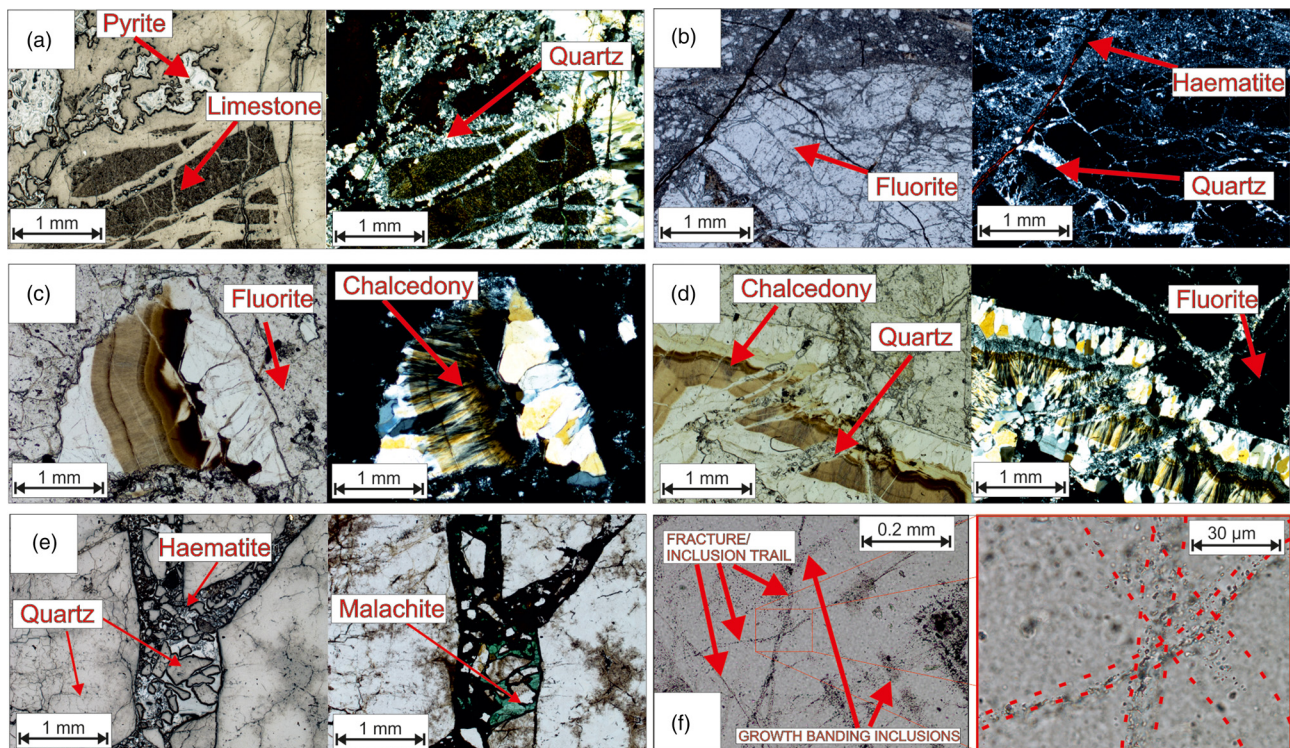 (a)
Pyrite
Limestone
1 mm
Quartz
1 mm
(b)
Fluorite
1 mm
Haematite
Quartz
1 mm
(c)
Fluorite
1 mm
Chalcedony
1 mm
(d)
Chalcedony
Quartz
1 mm
Fluorite
1 mm
(e)
Haematite
Quartz
1 mm
Malachite
1 mm
0.2 mm
FRACTURE/
INCLUSION TRAIL
GROWTH BANDING INCLUSIONS
(f)
30 µm